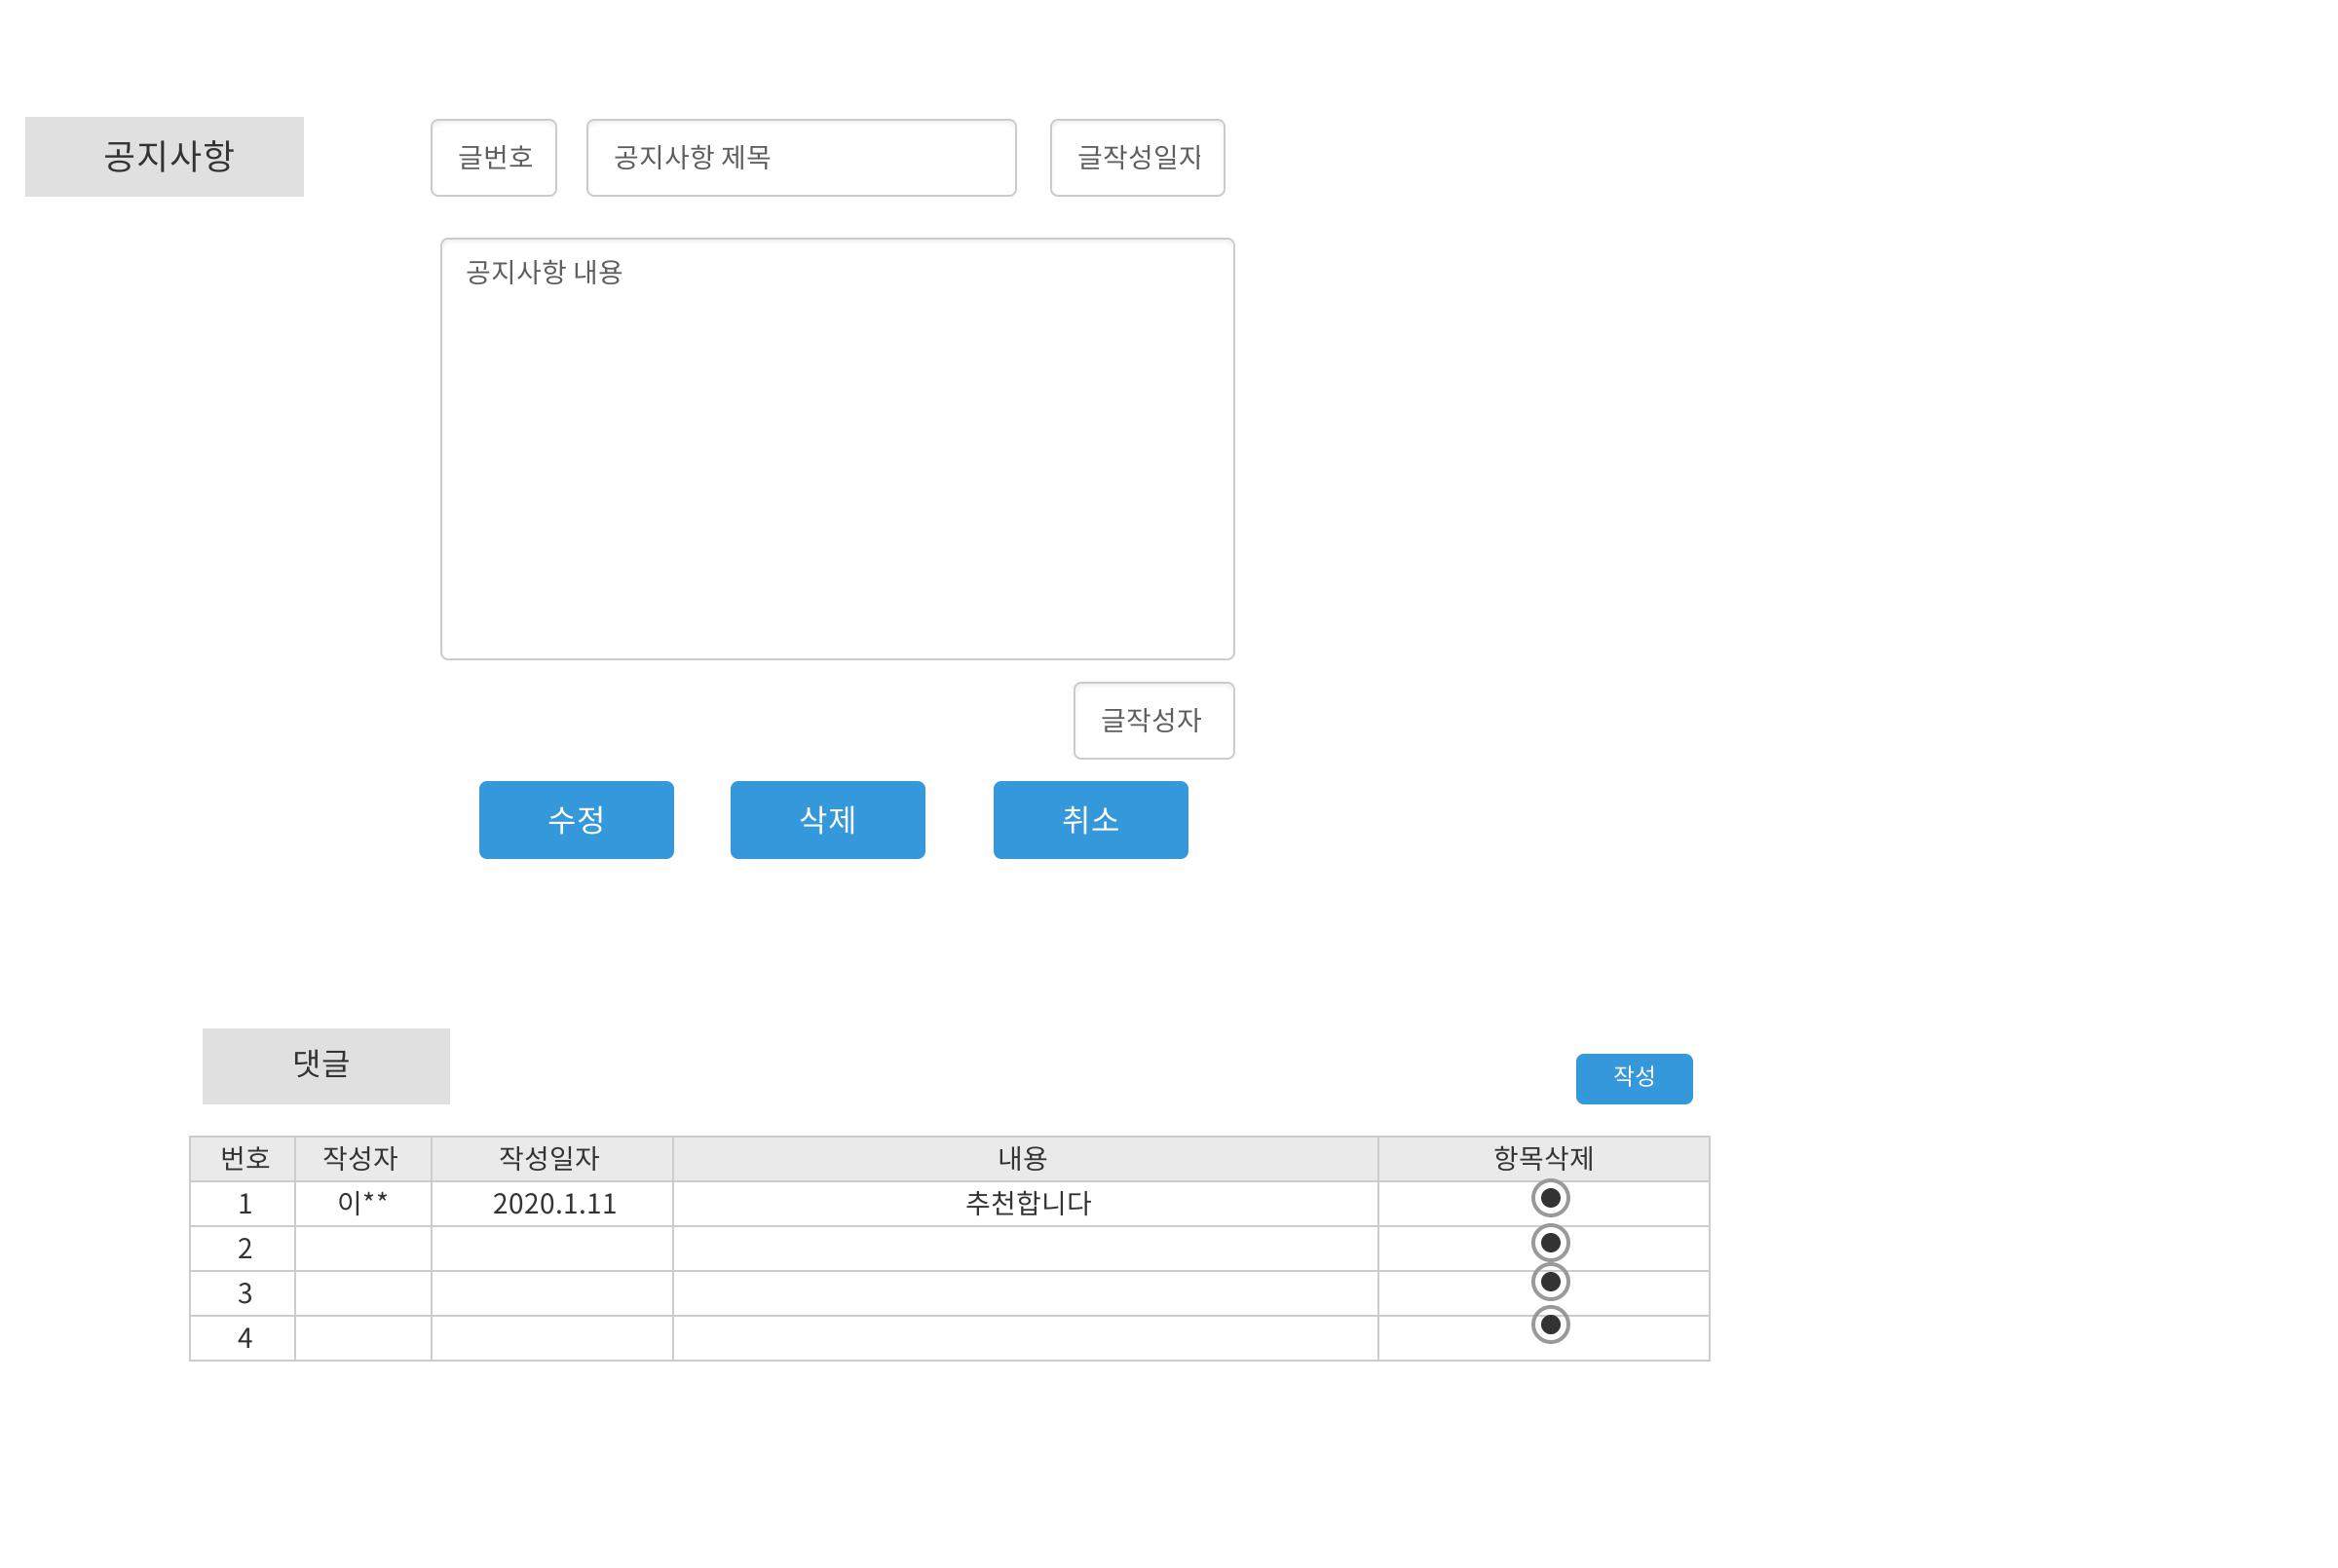 공지사항
글번호 공지사항 제목 글작성일자
공지사항 내용
글작성자
수정 삭제 취소
댓글
작성
번호 작성자 작성일자 내용 항목삭제
1 이** 2020.1.11 추천합니다
2
3
4